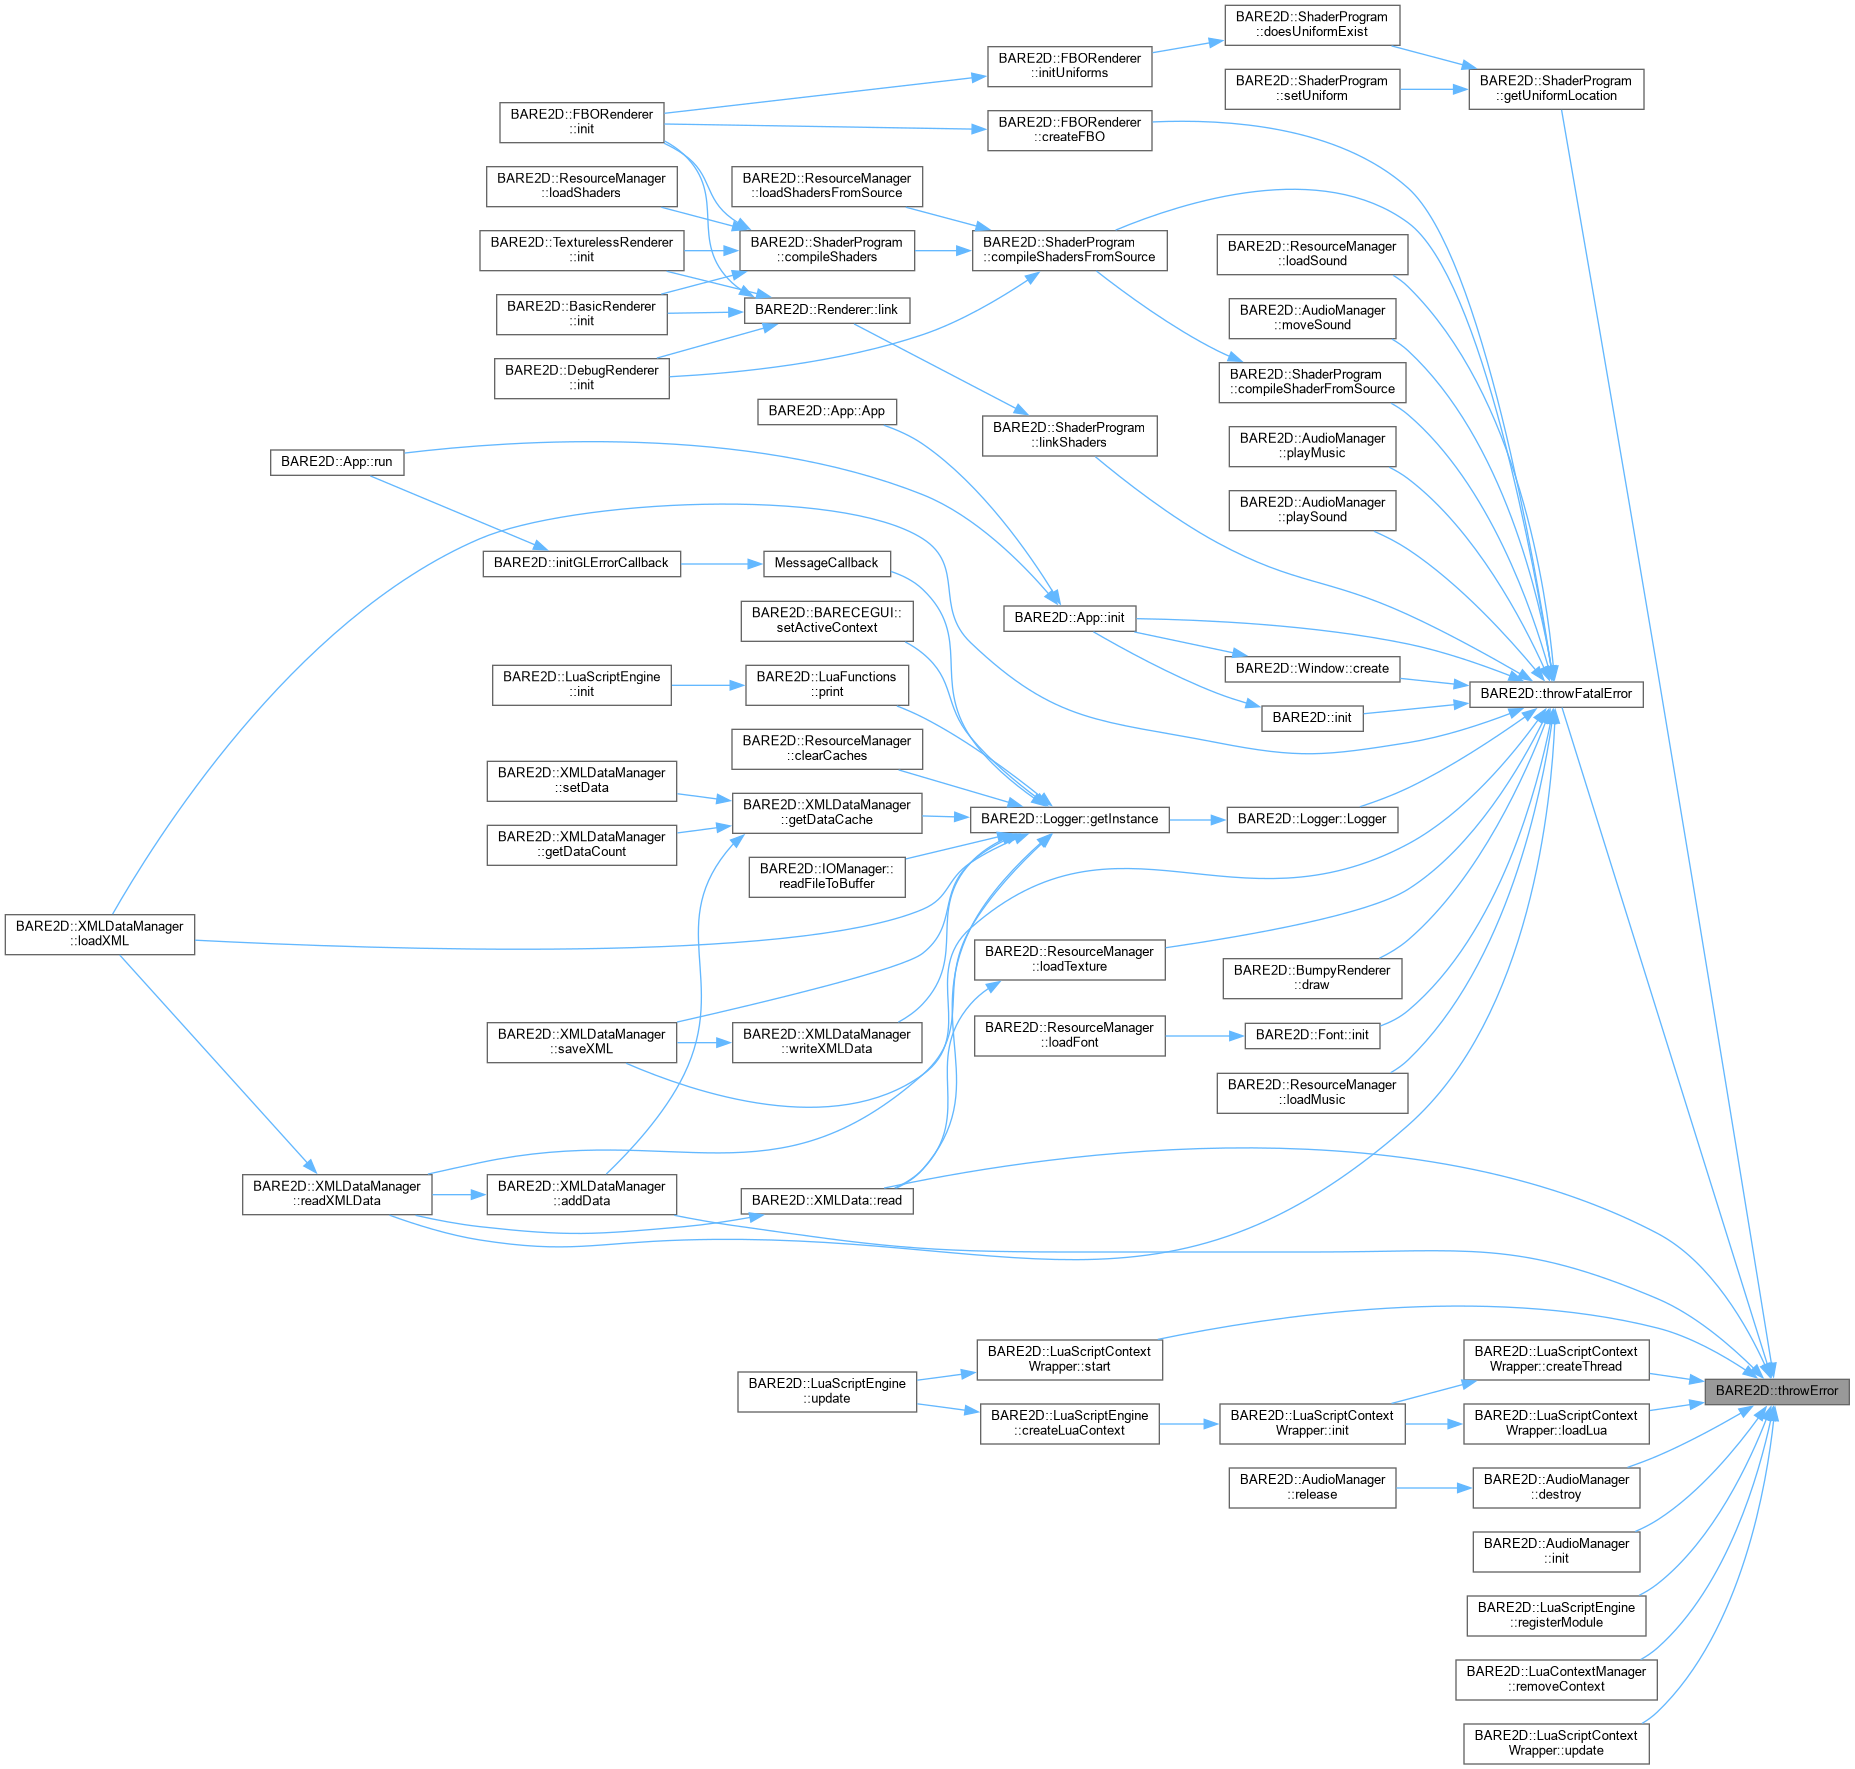 BARE2D::ShaderProgram
::doesUniformExist
BARE2D::FBORenderer
::initUniforms
BARE2D::ShaderProgram
::setUniform
BARE2D::ShaderProgram
::getUniformLocation
BARE2D::FBORenderer
::init
BARE2D::FBORenderer
::createFBO
BARE2D::ResourceManager
::loadShaders
BARE2D::ResourceManager
::loadShadersFromSource
BARE2D::TexturelessRenderer
::init
BARE2D::ShaderProgram
::compileShaders
BARE2D::ShaderProgram
::compileShadersFromSource
BARE2D::ResourceManager
::loadSound
BARE2D::BasicRenderer
::init
BARE2D::Renderer::link
BARE2D::AudioManager
::moveSound
BARE2D::DebugRenderer
::init
BARE2D::ShaderProgram
::compileShaderFromSource
BARE2D::App::App
BARE2D::ShaderProgram
::linkShaders
BARE2D::AudioManager
::playMusic
BARE2D::App::run
BARE2D::AudioManager
::playSound
BARE2D::initGLErrorCallback
MessageCallback
BARE2D::BARECEGUI::
setActiveContext
BARE2D::App::init
BARE2D::LuaScriptEngine
::init
BARE2D::LuaFunctions
::print
BARE2D::Window::create
BARE2D::throwFatalError
BARE2D::init
BARE2D::ResourceManager
::clearCaches
BARE2D::XMLDataManager
::setData
BARE2D::XMLDataManager
::getDataCache
BARE2D::Logger::getInstance
BARE2D::Logger::Logger
BARE2D::XMLDataManager
::getDataCount
BARE2D::IOManager::
readFileToBuffer
BARE2D::XMLDataManager
::loadXML
BARE2D::ResourceManager
::loadTexture
BARE2D::BumpyRenderer
::draw
BARE2D::XMLDataManager
::saveXML
BARE2D::XMLDataManager
::writeXMLData
BARE2D::ResourceManager
::loadFont
BARE2D::Font::init
BARE2D::ResourceManager
::loadMusic
BARE2D::XMLDataManager
::readXMLData
BARE2D::XMLDataManager
::addData
BARE2D::XMLData::read
BARE2D::LuaScriptEngine
::update
BARE2D::LuaScriptContext
Wrapper::start
BARE2D::LuaScriptContext
Wrapper::createThread
BARE2D::throwError
BARE2D::LuaScriptEngine
::createLuaContext
BARE2D::LuaScriptContext
Wrapper::init
BARE2D::LuaScriptContext
Wrapper::loadLua
BARE2D::AudioManager
::release
BARE2D::AudioManager
::destroy
BARE2D::AudioManager
::init
BARE2D::LuaScriptEngine
::registerModule
BARE2D::LuaContextManager
::removeContext
BARE2D::LuaScriptContext
Wrapper::update